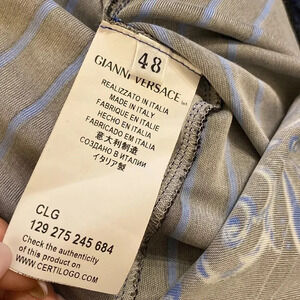 48
GIANNI VERSACE
REALIZZATO IN ITALIA
MADE IN ITALY
FABRIQUE EN ITALIE
HECHO EN ITALIA
FABRICADO EM ITALIA
意大利制造
СОЗДАНО В ИТАЛИИ
イタリア製
CLG
129 275 245 684
Check the authenticity
of this product on
WWW.CERTILOGO.COM